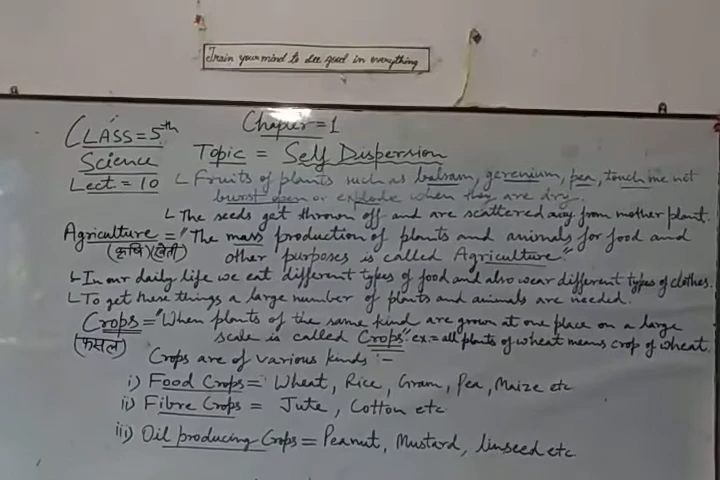 Train your mind to see good in everything
CLASS = 5th Chapter = 1
Science Topic = Self Dispersion
Lect. = 10 Fruits of plants such as balsam, gerenium, pea, touch me not
burst open or explode when they are dry.
The seeds get thrown off and are scattered away from mother plant.
Agriculture = "The mass production of plants and animals for food and
(कृषि) (खेती) other purposes is called Agriculture."
In our daily life we eat different types of food and also wear different types of clothes.
To get these things a large number of plants and animals are needed.
Crops = "When plants of the same kind are grown at one place on a large
(फसल) scale is called Crops". ex = all plants of wheat means crop of wheat.
Crops are of various kinds :-
i) Food Crops = Wheat, Rice, Gram, Pea, Maize etc
ii) Fibre Crops = Jute, Cotton etc
iii) Oil producing Crops = Peanut, Mustard, linseed etc